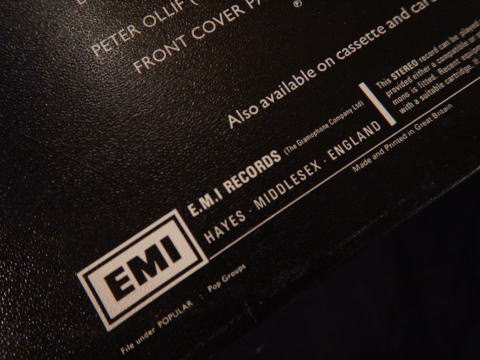 PETER OLLIF
FRONT COVER
®
Also available on cassette and
This STEREO record can be
provided either a compatible
mono is fitted. Recent
with a suitable cartridge.
EMI
E.M.I RECORDS (The Gramophone Company Ltd)
HAYES · MIDDLESEX · ENGLAND
Made and Printed in Great Britain
File under POPULAR : Pop Groups